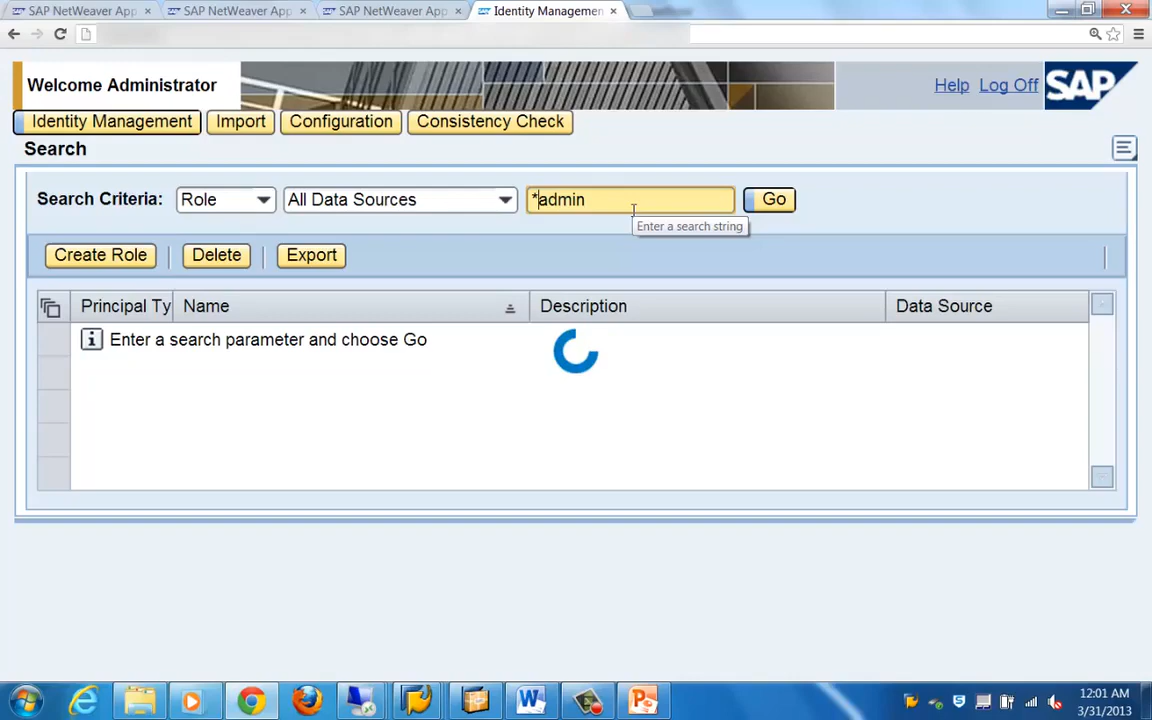 SAP NetWeaver App
SAP NetWeaver App
SAP NetWeaver App
Identity Managemen
Welcome Administrator
Help Log Off
SAP
Identity Management Import Configuration Consistency Check
Search
Search Criteria: Role All Data Sources *admin Go
Enter a search string
Create Role Delete Export
Principal Ty Name Description Data Source
Enter a search parameter and choose Go
12:01 AM
3/31/2013